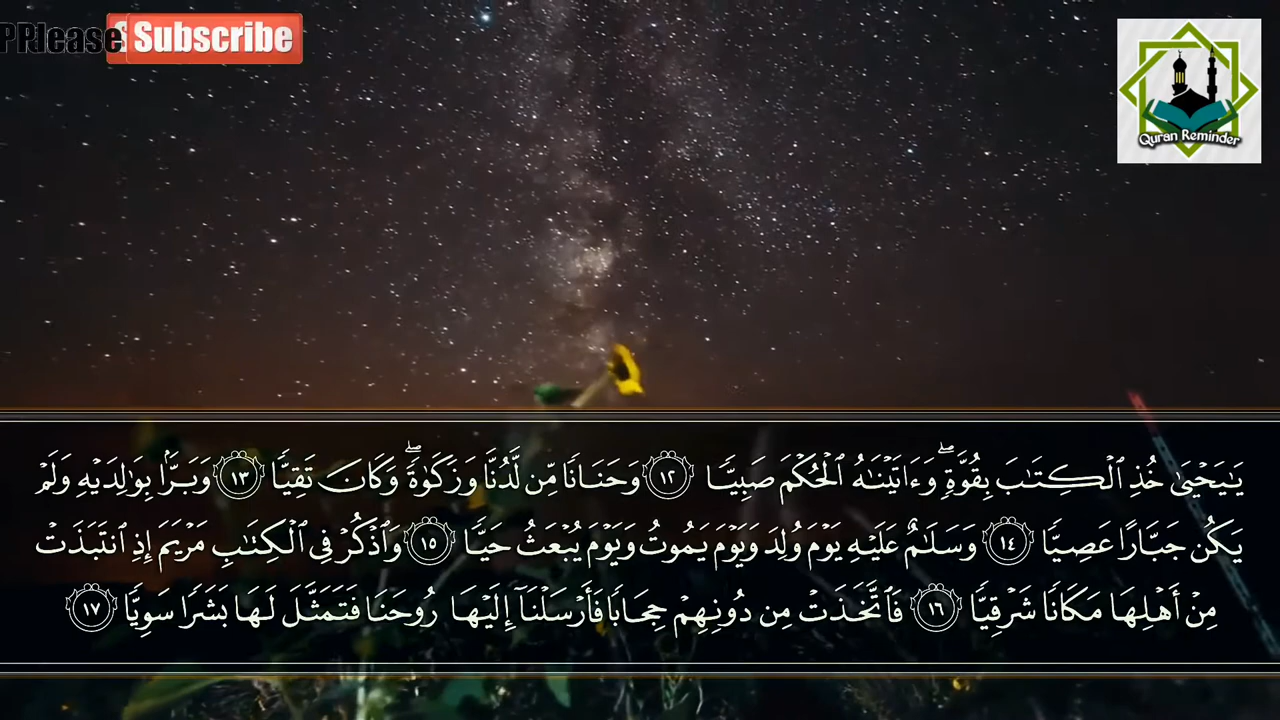 Please Subscribe
Quran Reminder
يَـٰيَحْيَىٰ خُذِ ٱلْكِتَـٰبَ بِقُوَّةٍۖ وَءَاتَيْنَـٰهُ ٱلْحُكْمَ صَبِيًّا ١٢ وَحَنَانًا مِّن لَّدُنَّا وَزَكَوٰةًۖ وَكَانَ تَقِيًّا ١٣ وَبَرًّۢا بِوَٰلِدَيْهِ وَلَمْ
يَكُن جَبَّارًا عَصِيًّا ١٤ وَسَلَـٰمٌ عَلَيْهِ يَوْمَ وُلِدَ وَيَوْمَ يَمُوتُ وَيَوْمَ يُبْعَثُ حَيًّا ١٥ وَٱذْكُرْ فِى ٱلْكِتَـٰبِ مَرْيَمَ إِذِ ٱنتَبَذَتْ
مِنْ أَهْلِهَا مَكَانًا شَرْقِيًّا ١٦ فَٱتَّخَذَتْ مِن دُونِهِمْ حِجَابًا فَأَرْسَلْنَآ إِلَيْهَا رُوحَنَا فَتَمَثَّلَ لَهَا بَشَرًا سَوِيًّا ١٧